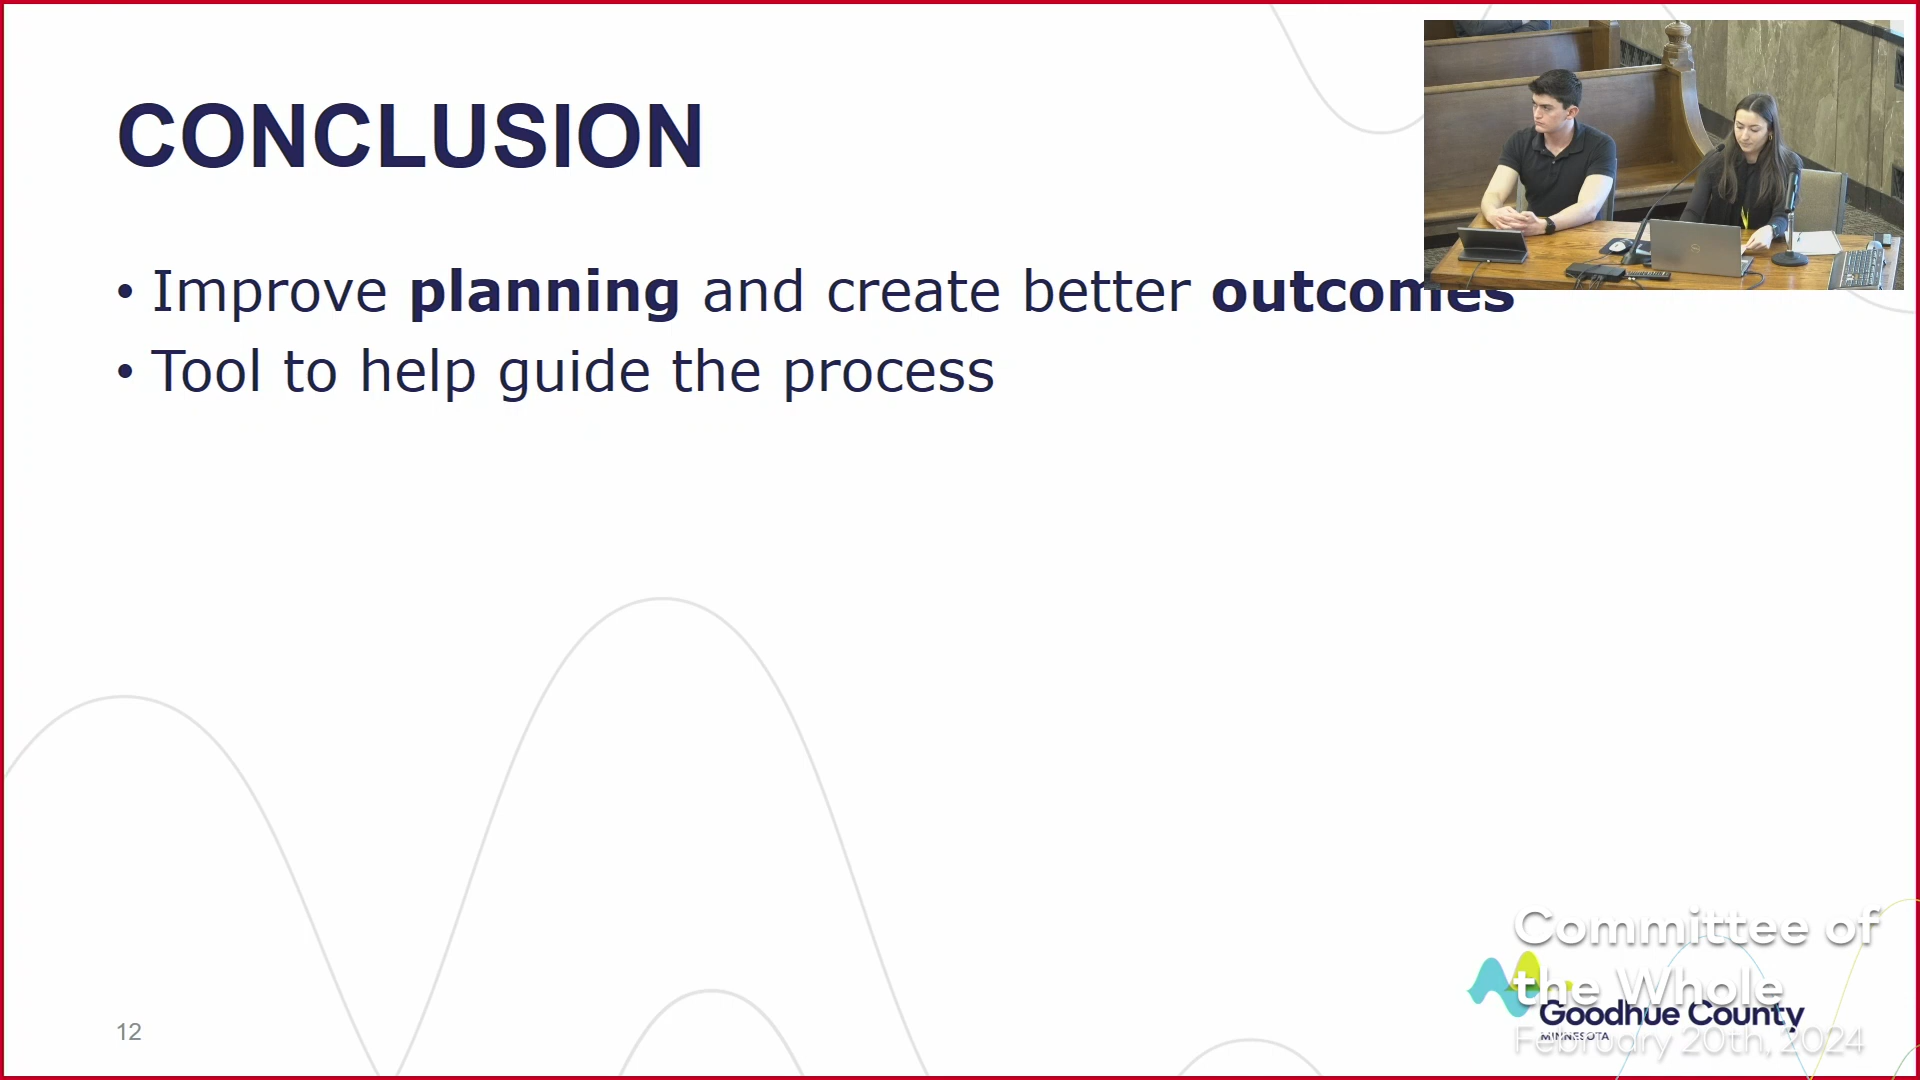 CONCLUSION
• Improve planning and create better outcomes
• Tool to help guide the process
Committee of
the Whole
Goodhue County
MINNESOTA
February 20th, 2024
12